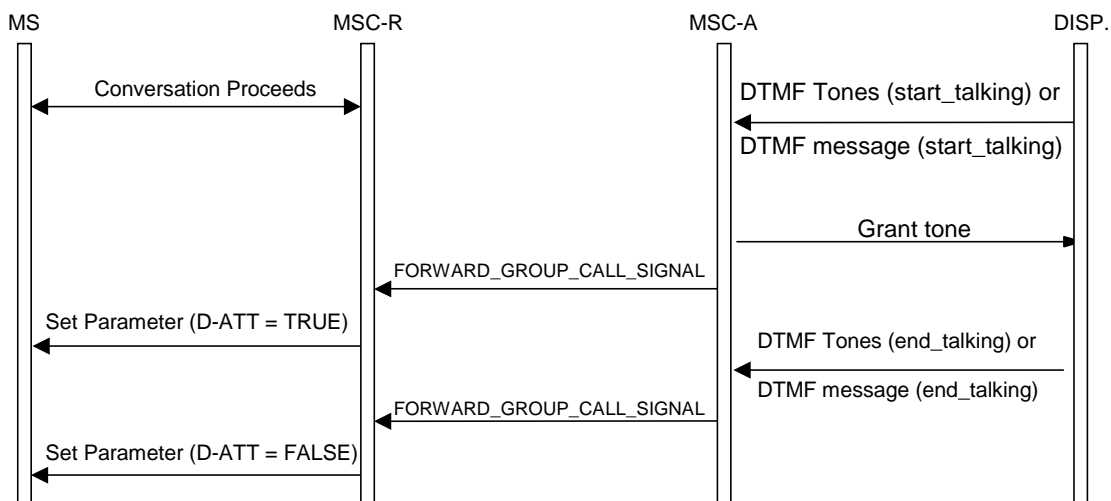 MS
MSC-R
MSC-A
DISP.
Conversation Proceeds
DTMF Tones (start_talking) or
DTMF message (start_talking)
Grant tone
FORWARD_GROUP_CALL_SIGNAL
Set Parameter (D-ATT = TRUE)
DTMF Tones (end_talking) or
DTMF message (end_talking)
FORWARD_GROUP_CALL_SIGNAL
Set Parameter (D-ATT = FALSE)